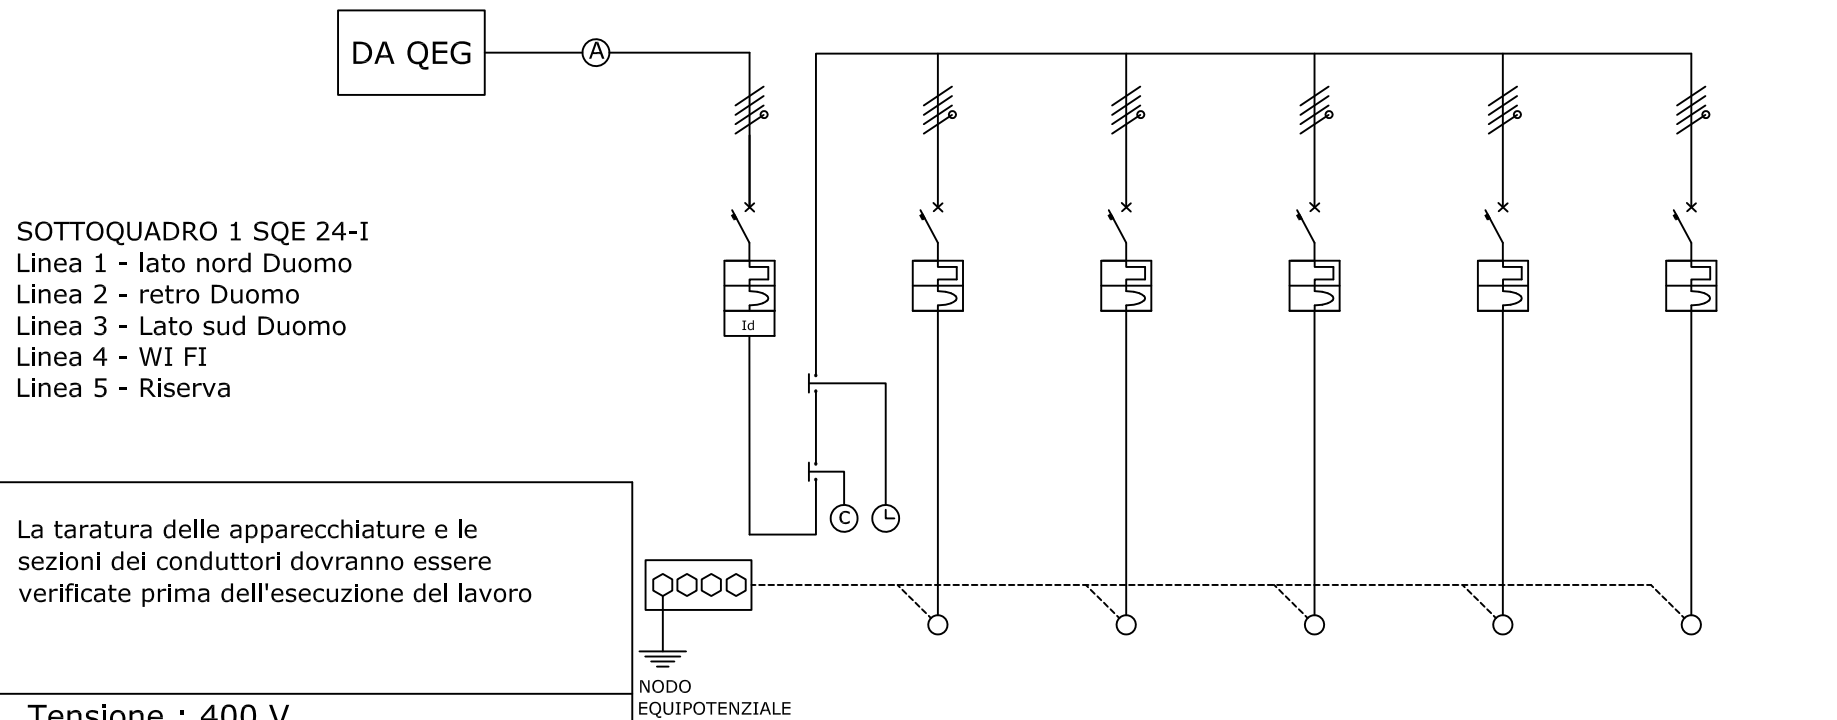 DA QEG
A
SOTTOQUADRO 1 SQE 24-I
Linea 1 - lato nord Duomo
Linea 2 - retro Duomo
Linea 3 - Lato sud Duomo
Linea 4 - WI FI
Linea 5 - Riserva
Id
C
La taratura delle apparecchiature e le
sezioni dei conduttori dovranno essere
verificate prima dell'esecuzione del lavoro
NODO
EQUIPOTENZIALE
Tensione : 400 V